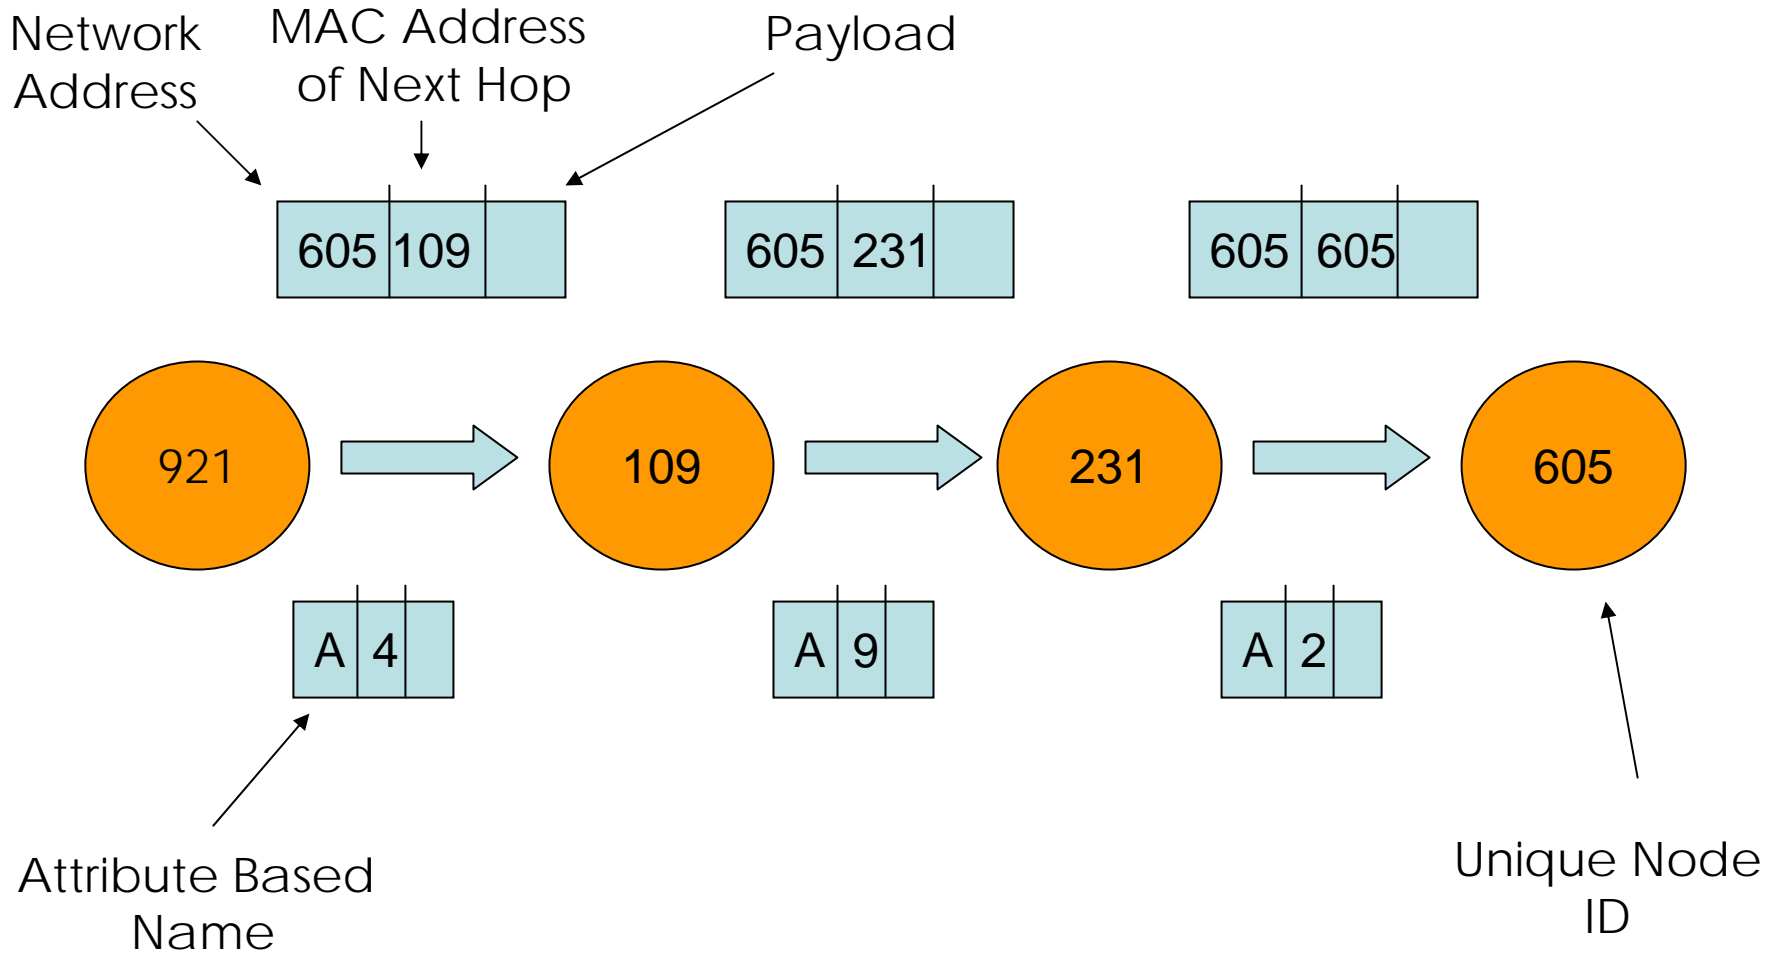 Network
Address
MAC Address
of Next Hop
Payload
605 109
605 231
605 605
921
109
231
605
A 4
A 9
A 2
Attribute Based
Name
Unique Node
ID